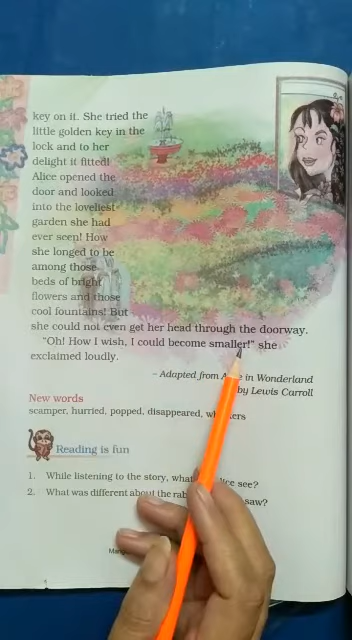 key on it. She tried the
little golden key in the
lock and to her
delight it fitted!
Alice opened the
door and looked
into the loveliest
garden she had
ever seen! How
she longed to be
among those
beds of bright
flowers and those
cool fountains! But
she could not even get her head through the doorway.
"Oh! How I wish, I could become smaller!" she
exclaimed loudly.
– Adapted from in Wonderland
by Lewis Carroll
New words
scamper, hurried, popped, disappeared,
Reading is fun
1. While listening to the story, see?
2. What was different about the saw?